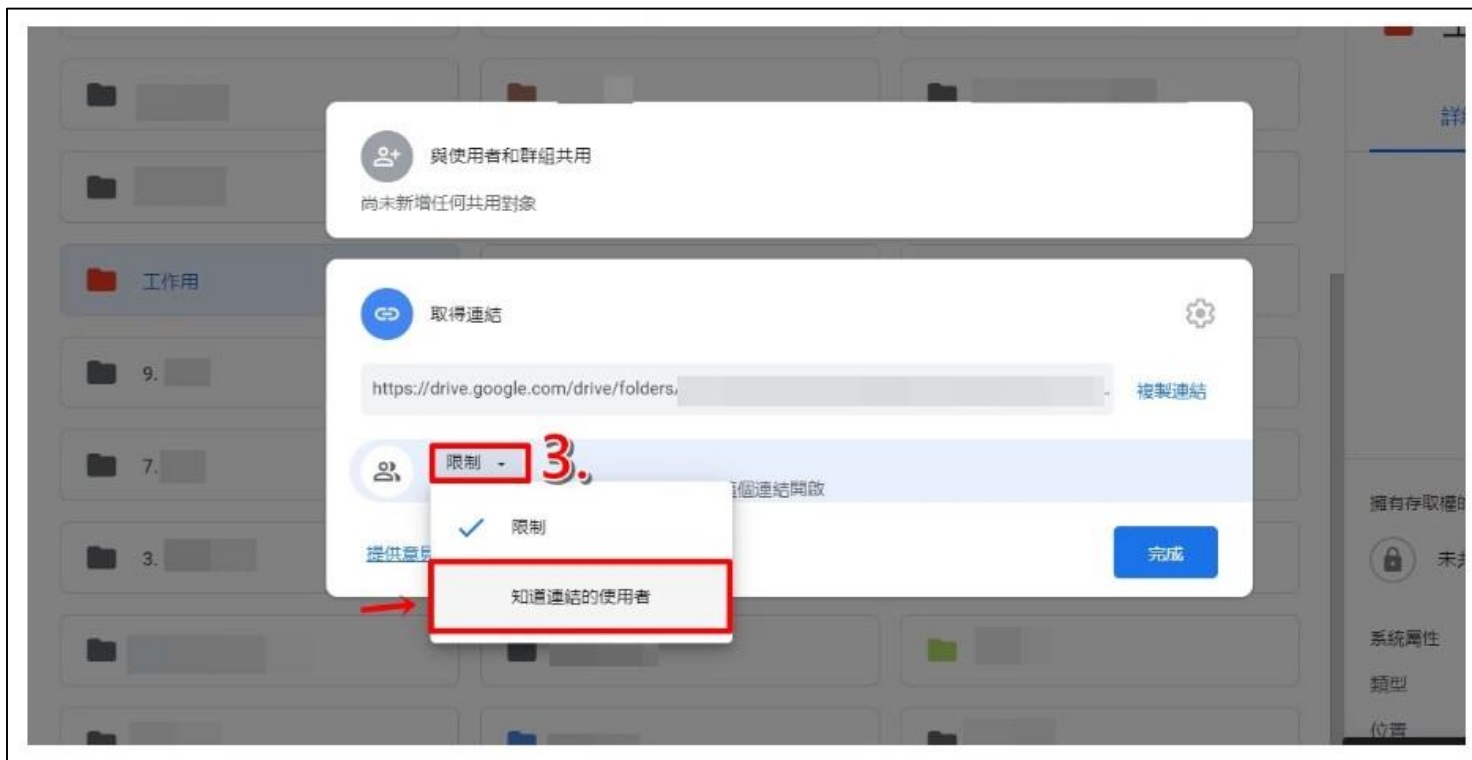 與使用者和群組共用
尚未新增任何共用對象
工作用
取得連結
9.
https://drive.google.com/drive/folders/
複製連結
7.
限制
3.
個連結開啟
限制
提供意見
完成
3.
知道連結的使用者
擁有存取權
未
系統屬性
類型
位置